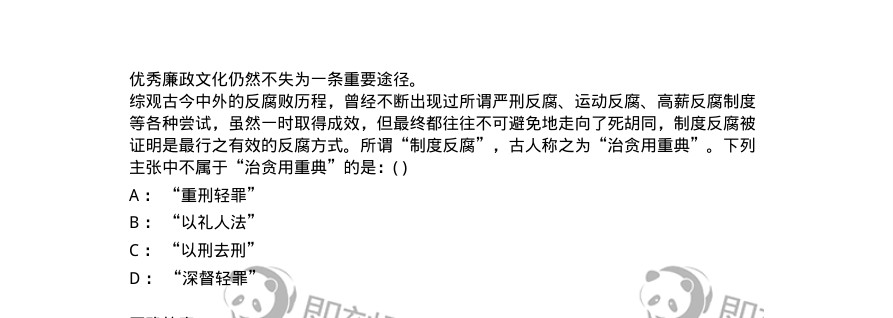 优秀廉政文化仍然不失为一条重要途径。
综观古今中外的反腐败历程，曾经不断出现过所谓严刑反腐、运动反腐、高薪反腐制度
等各种尝试，虽然一时取得成效，但最终都往往不可避免地走向了死胡同，制度反腐被
证明是最行之有效的反腐方式。所谓“制度反腐”，古人称之为“治贪用重典”。下列
主张中不属于“治贪用重典”的是：( )
A： “重刑轻罪”
B： “以礼人法”
C： “以刑去刑”
D： “深督轻罪”